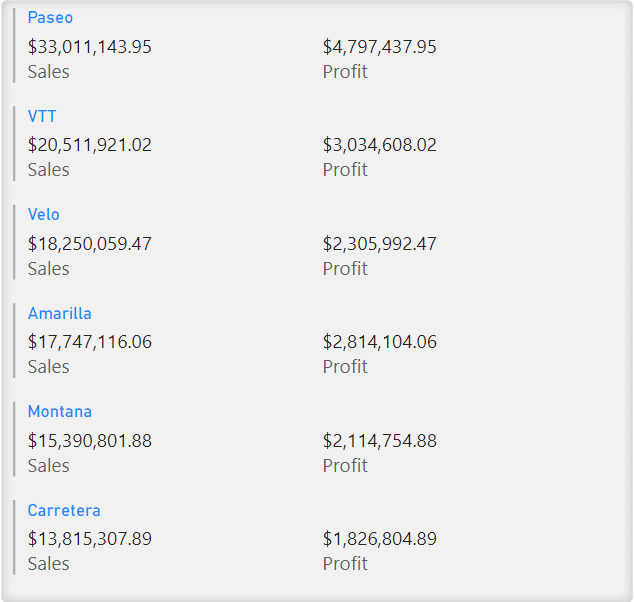 Paseo
$33,011,143.95 $4,797,437.95
Sales Profit
VTT
$20,511,921.02 $3,034,608.02
Sales Profit
Velo
$18,250,059.47 $2,305,992.47
Sales Profit
Amarilla
$17,747,116.06 $2,814,104.06
Sales Profit
Montana
$15,390,801.88 $2,114,754.88
Sales Profit
Carretera
$13,815,307.89 $1,826,804.89
Sales Profit